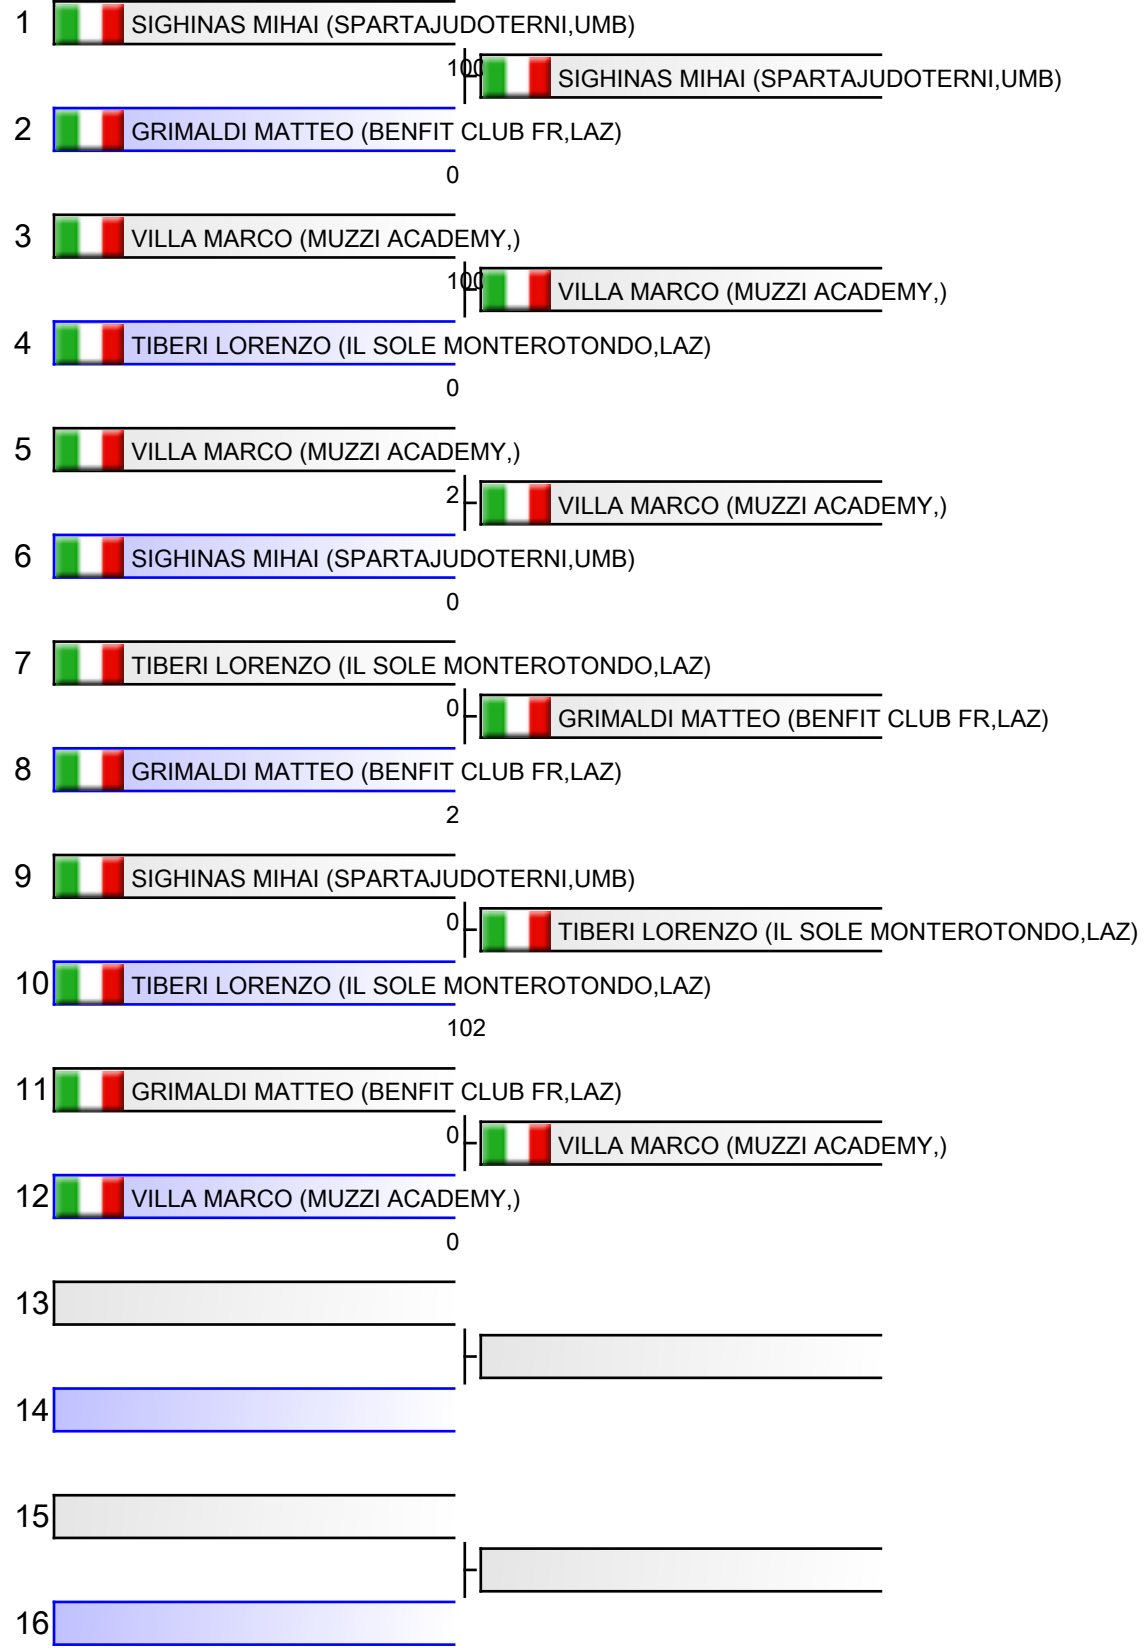 1 SIGHINAS MIHAI (SPARTAJUDOTERNI,UMB)
100 SIGHINAS MIHAI (SPARTAJUDOTERNI,UMB)
2 GRIMALDI MATTEO (BENFIT CLUB FR,LAZ)
0
3 VILLA MARCO (MUZZI ACADEMY,)
100 VILLA MARCO (MUZZI ACADEMY,)
4 TIBERI LORENZO (IL SOLE MONTEROTONDO,LAZ)
0
5 VILLA MARCO (MUZZI ACADEMY,)
2 VILLA MARCO (MUZZI ACADEMY,)
6 SIGHINAS MIHAI (SPARTAJUDOTERNI,UMB)
0
7 TIBERI LORENZO (IL SOLE MONTEROTONDO,LAZ)
0 GRIMALDI MATTEO (BENFIT CLUB FR,LAZ)
8 GRIMALDI MATTEO (BENFIT CLUB FR,LAZ)
2
9 SIGHINAS MIHAI (SPARTAJUDOTERNI,UMB)
0 TIBERI LORENZO (IL SOLE MONTEROTONDO,LAZ)
10 TIBERI LORENZO (IL SOLE MONTEROTONDO,LAZ)
102
11 GRIMALDI MATTEO (BENFIT CLUB FR,LAZ)
0 VILLA MARCO (MUZZI ACADEMY,)
12 VILLA MARCO (MUZZI ACADEMY,)
0
13
14
15
16